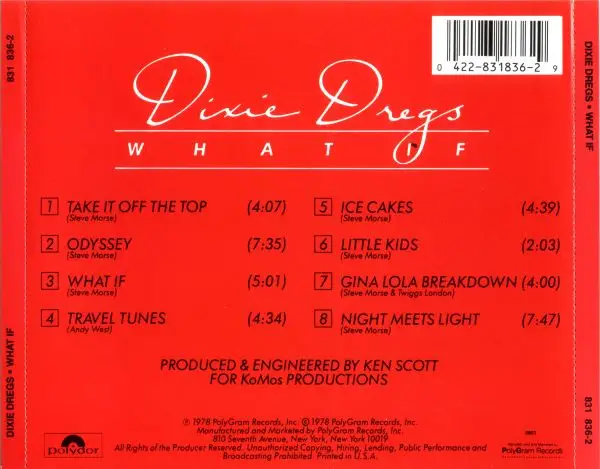 831 836-2
DIXIE DREGS • WHAT IF
0 422-831836-2 9
Dixie Dregs
WHAT IF
1 TAKE IT OFF THE TOP (4:07)
(Steve Morse)
2 ODYSSEY (7:35)
(Steve Morse)
3 WHAT IF (5:01)
(Steve Morse)
4 TRAVEL TUNES (4:34)
(Andy West)
5 ICE CAKES (4:39)
(Steve Morse)
6 LITTLE KIDS (2:03)
(Steve Morse)
7 GINA LOLA BREAKDOWN (4:00)
(Steve Morse & Twiggs London)
8 NIGHT MEETS LIGHT (7:47)
(Steve Morse)
PRODUCED & ENGINEERED BY KEN SCOTT
FOR KoMos PRODUCTIONS
℗ 1978 PolyGram Records, Inc. © 1978 PolyGram Records, Inc.
Manufactured and Marketed by PolyGram Records, Inc.
810 Seventh Avenue, New York, New York 10019
All Rights of the Producer Reserved. Unauthorized Copying, Hiring, Lending, Public Performance and
Broadcasting Prohibited. Printed in U.S.A.
polydor
PolyGram Records
DIXIE DREGS • WHAT IF
831 836-2